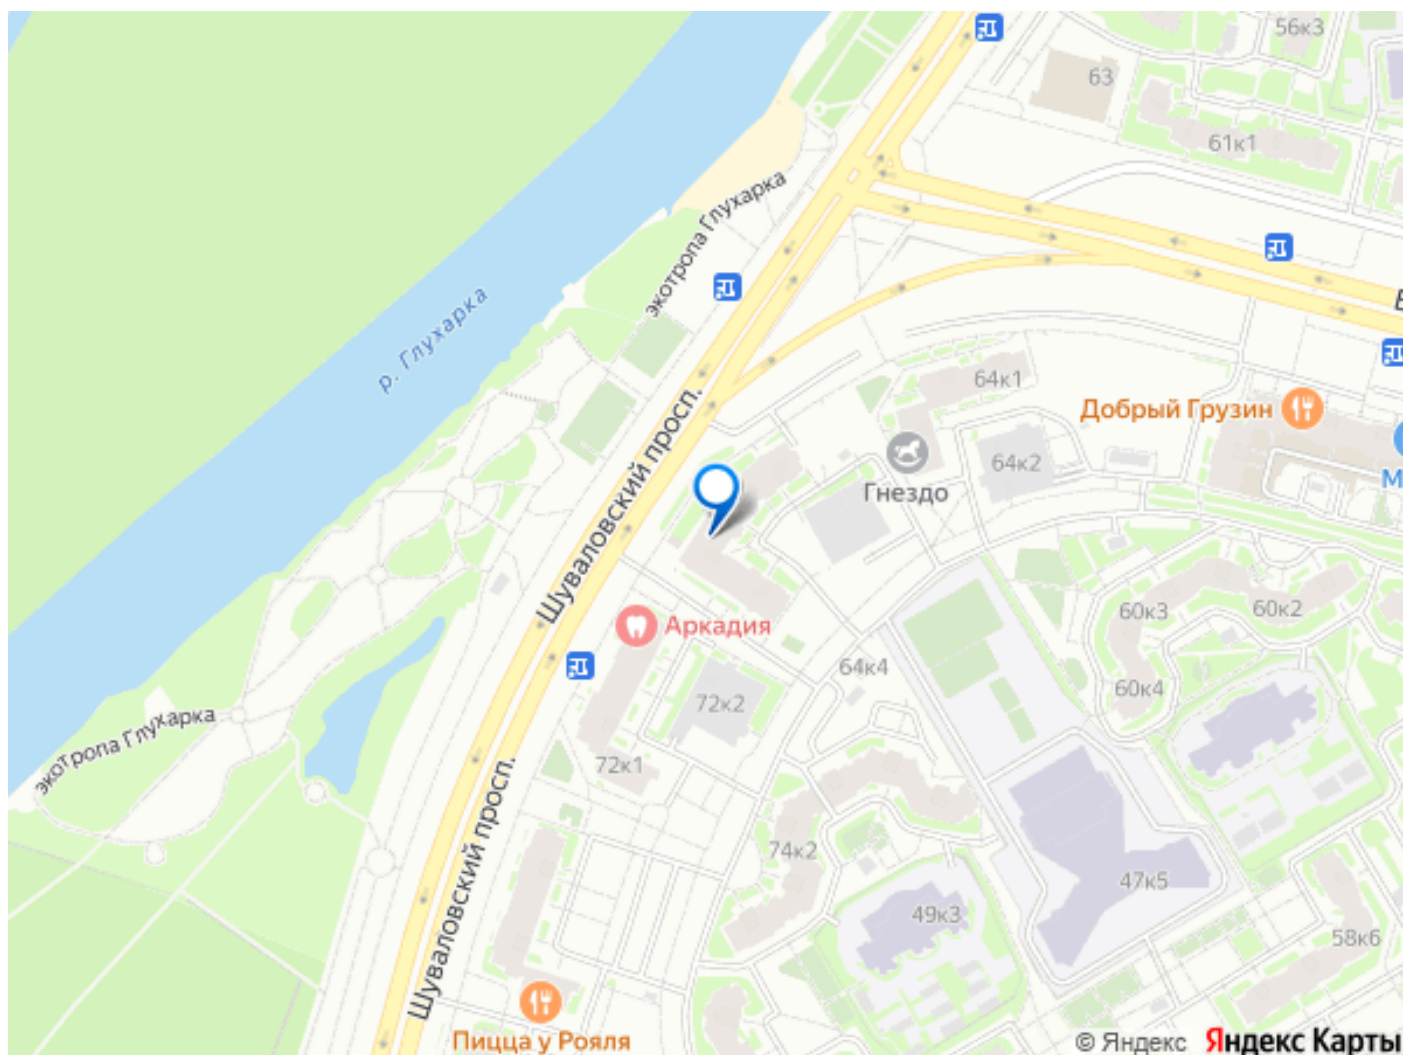 56к3
63
61к1
экотропа Глухарка
р. Глухарка
64к1
Добрый Грузин
64к2
Гнездо
Шуваловский просп.
60к3
60к2
Аркадия
64к4
60к4
72к2
экотропа Глухарка
72к1
Шуваловский просп.
74к2
47к5
49к3
58к6
Пицца у Рояля
© Яндекс Яндекс Карты